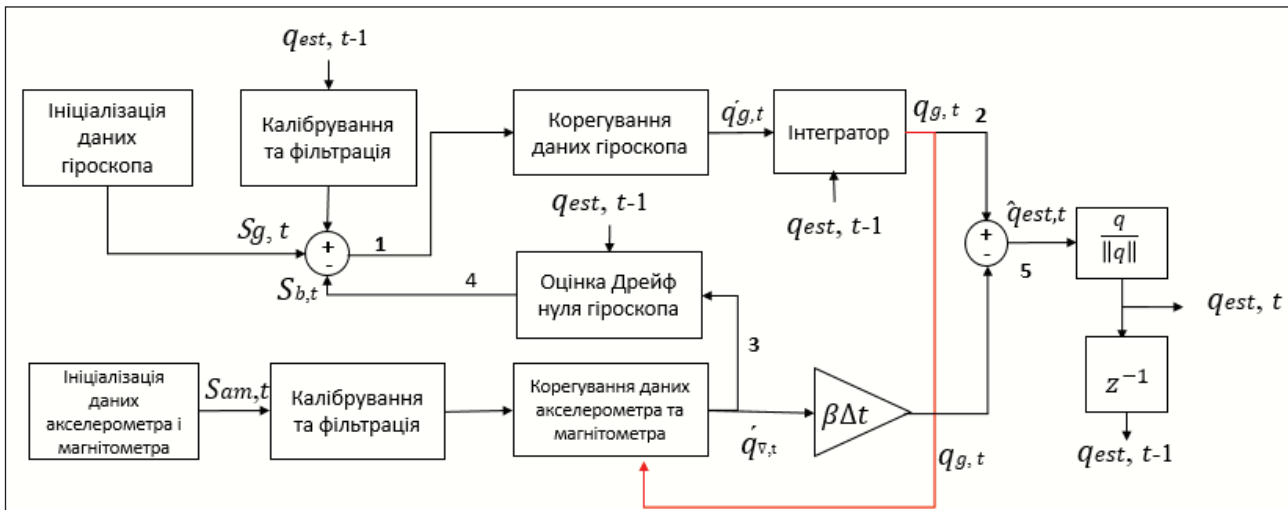 qest, t-1
Ініціалізація
даних
гіроскопа
Калібрування
та фільтрація
Корегування
даних гіроскопа
q̇g,t
Інтегратор
qg, t
2
qest, t-1
qest, t-1
Sg, t
+
-
1
Sb,t
4
Оцінка Дрейф
нуля гіроскопа
3
+
-
q̂est,t
5
q
‖q‖
qest, t
z⁻¹
qest, t-1
Ініціалізація
даних
акселерометра і
магнітометра
Sam,t
Калібрування
та фільтрація
Корегування даних
акселерометра та
магнітометра
q̇∇,t
βΔt
qg, t